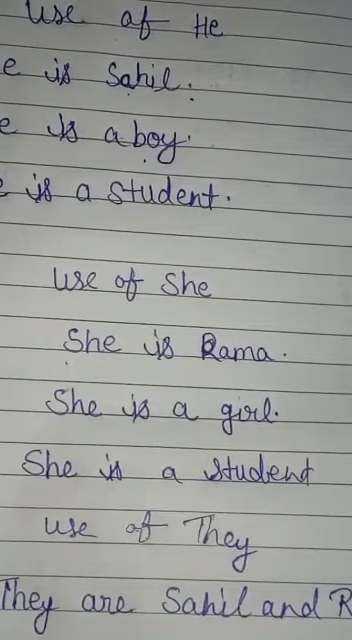 Use of He
e is Sahil.
e is a boy.
e is a student.
Use of She
She is Rama.
She is a girl.
She is a student
Use of They
They are Sahil and R